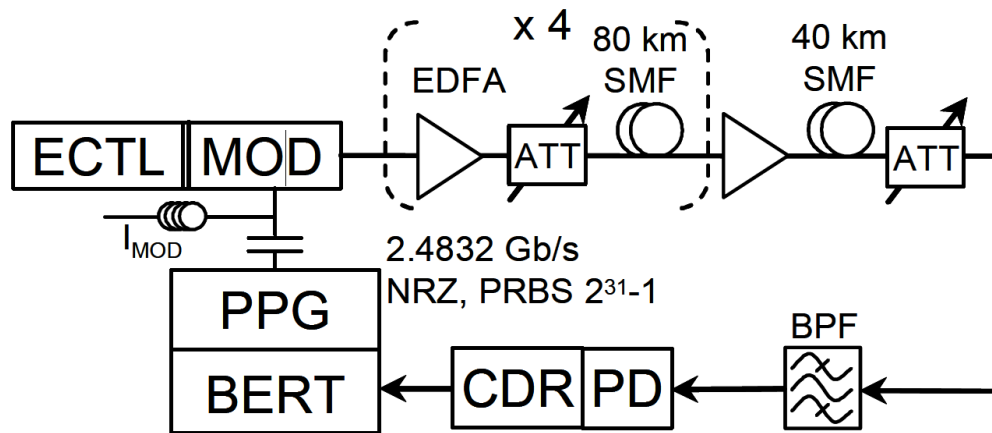 x 4
80 km
SMF
40 km
SMF
EDFA
ECTL MOD
ATT
ATT
I_MOD
2.4832 Gb/s
NRZ, PRBS 2³¹-1
PPG
BERT
CDR PD
BPF